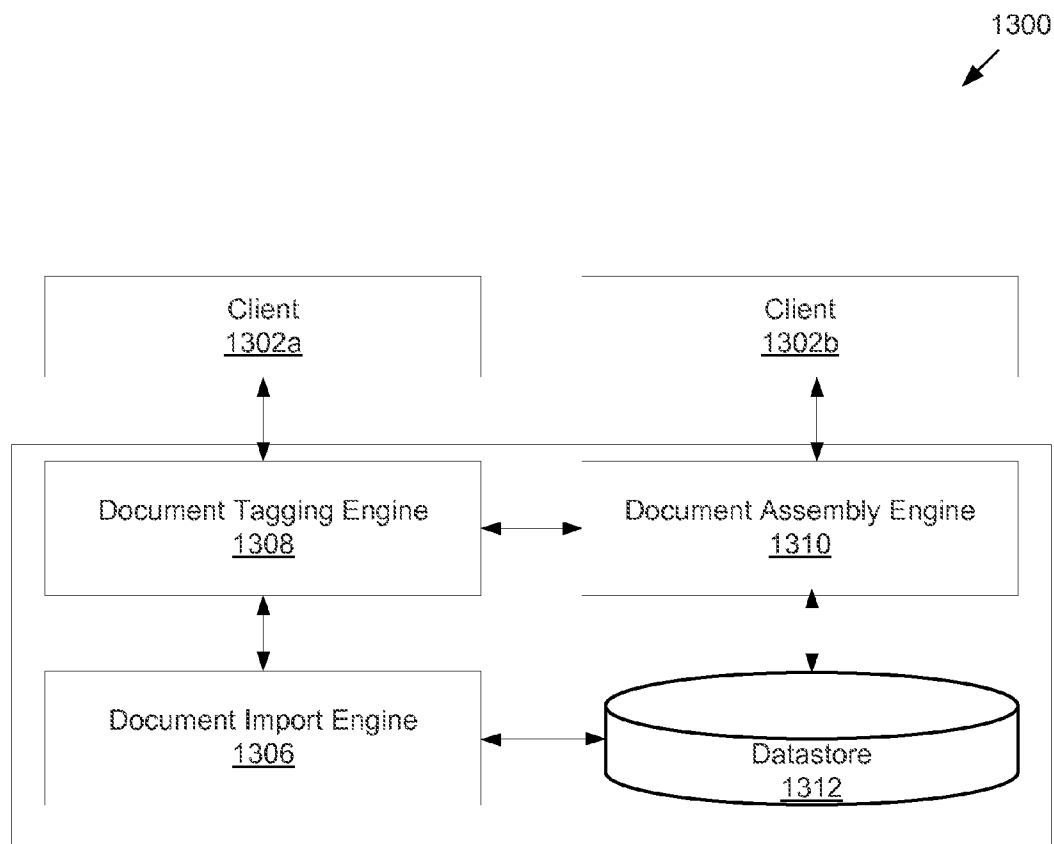 1300
Client
1302a
Client
1302b
Document Tagging Engine
1308
Document Assembly Engine
1310
Document Import Engine
1306
Datastore
1312